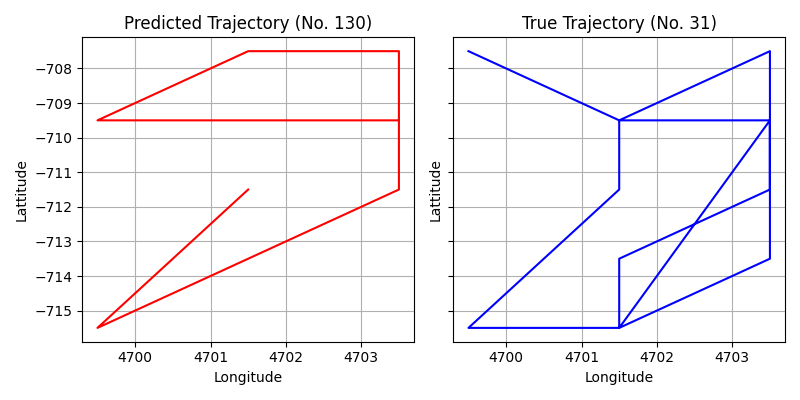 Predicted Trajectory (No. 130)
True Trajectory (No. 31)
Lattitude
−708
−709
−710
−711
−712
−713
−714
−715
4700
4701
4702
4703
Longitude
Lattitude
4700
4701
4702
4703
Longitude